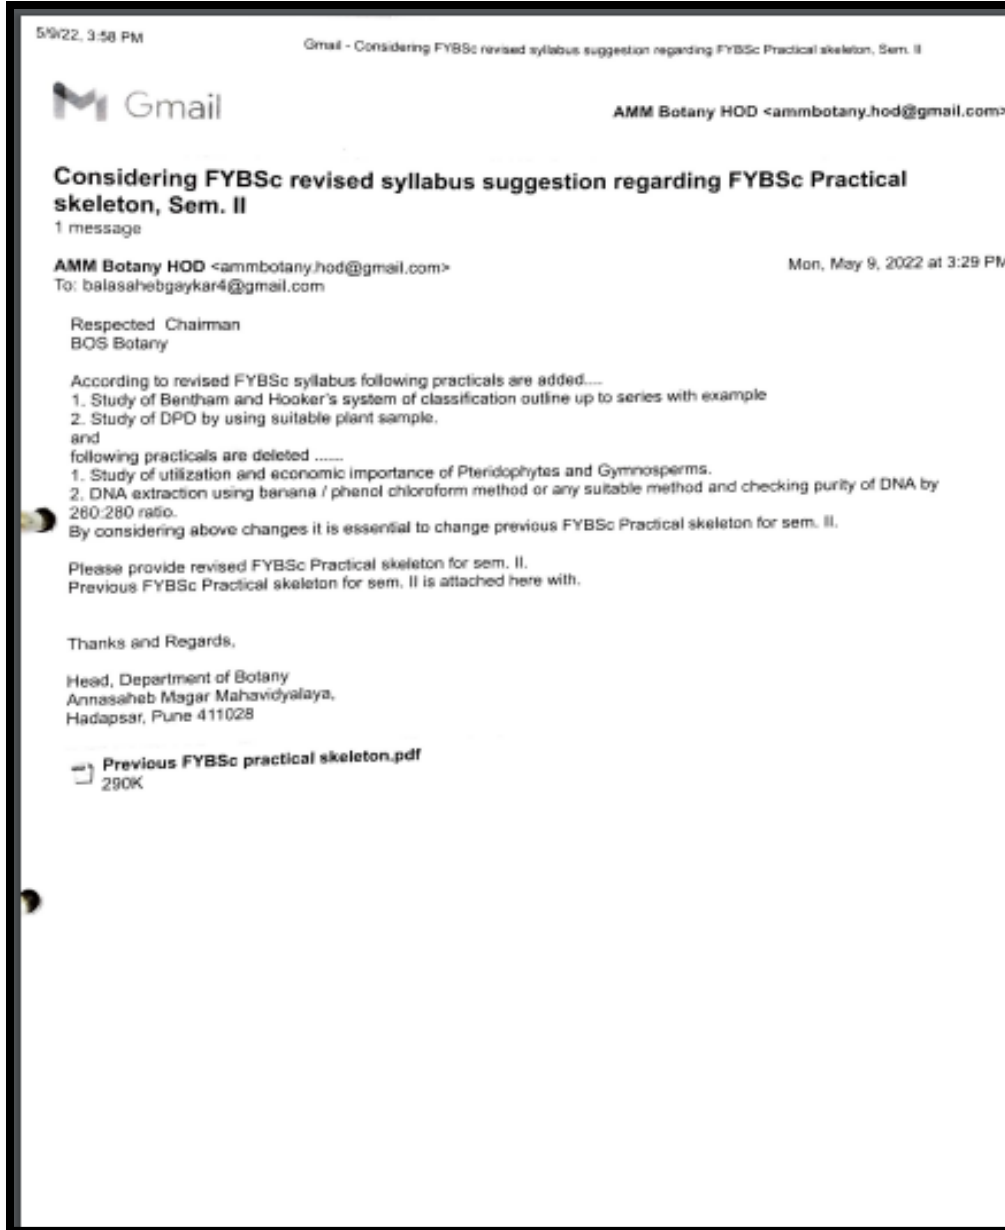 5/9/22, 3:58 PM
Gmail - Considering FYBSc revised syllabus suggestion regarding FYBSc Practical skeleton, Sem. II
Gmail
AMM Botany HOD <ammbotany.hod@gmail.com>
Considering FYBSc revised syllabus suggestion regarding FYBSc Practical
skeleton, Sem. II
1 message
AMM Botany HOD <ammbotany.hod@gmail.com>
Mon, May 9, 2022 at 3:29 PM
To: balasahebgaykar4@gmail.com
Respected Chairman
BOS Botany
According to revised FYBSc syllabus following practicals are added....
1. Study of Bentham and Hooker's system of classification outline up to series with example
2. Study of DPD by using suitable plant sample.
and
following practicals are deleted ......
1. Study of utilization and economic importance of Pteridophytes and Gymnosperms.
2. DNA extraction using banana / phenol chloroform method or any suitable method and checking purity of DNA by
260:280 ratio.
By considering above changes it is essential to change previous FYBSc Practical skeleton for sem. II.
Please provide revised FYBSc Practical skeleton for sem. II.
Previous FYBSc Practical skeleton for sem. II is attached here with.
Thanks and Regards,
Head, Department of Botany
Annasaheb Magar Mahavidyalaya,
Hadapsar, Pune 411028
Previous FYBSc practical skeleton.pdf
290K